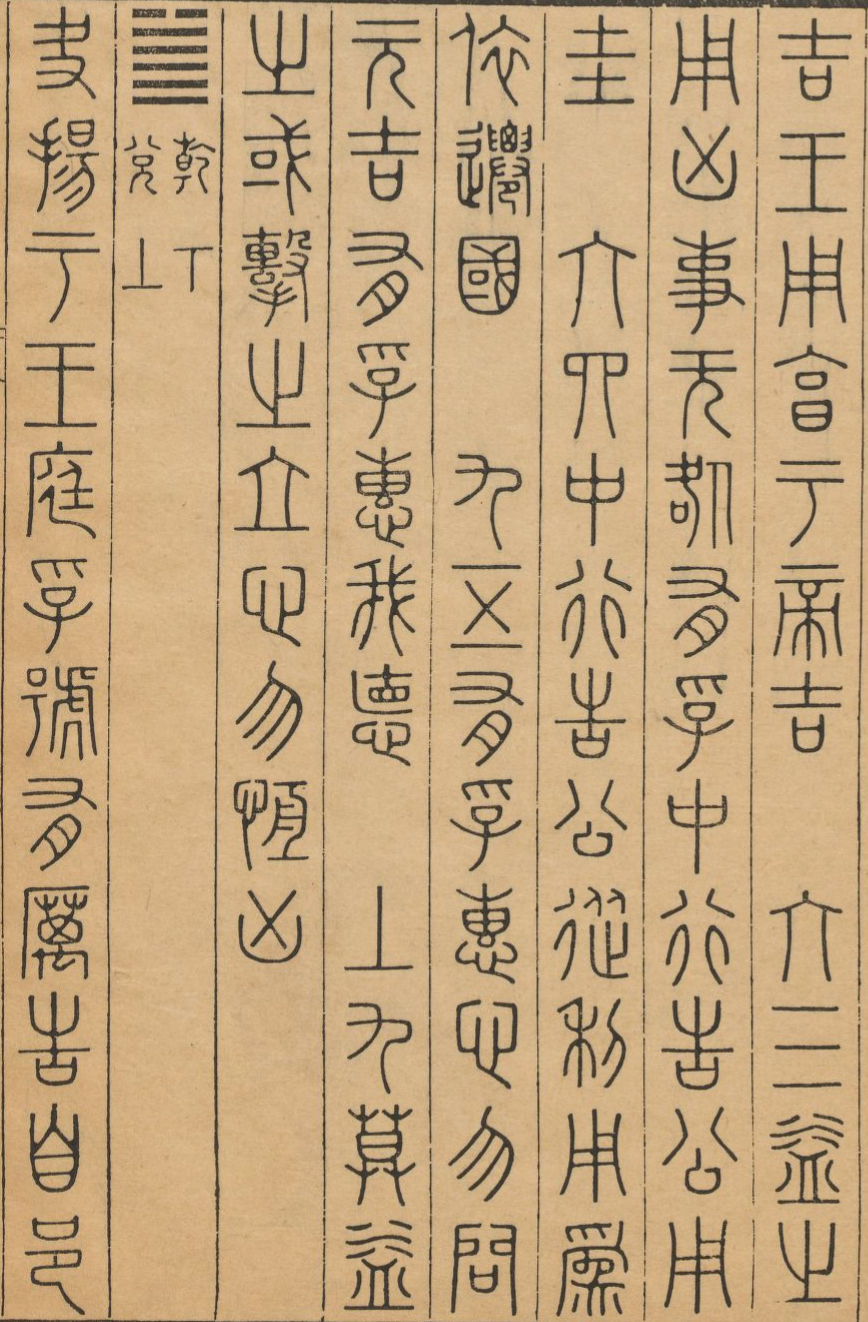 吉王用亯于帝吉　六三益之
用凶事无咎有孚中行告公用
圭　六四中行告公從利用爲
依遷國　九五有孚惠心勿問
元吉有孚惠我德　上九莫益
之或擊之立心勿恆凶
䷪乾下兌上
夬揚于王庭孚號有厲告自邑